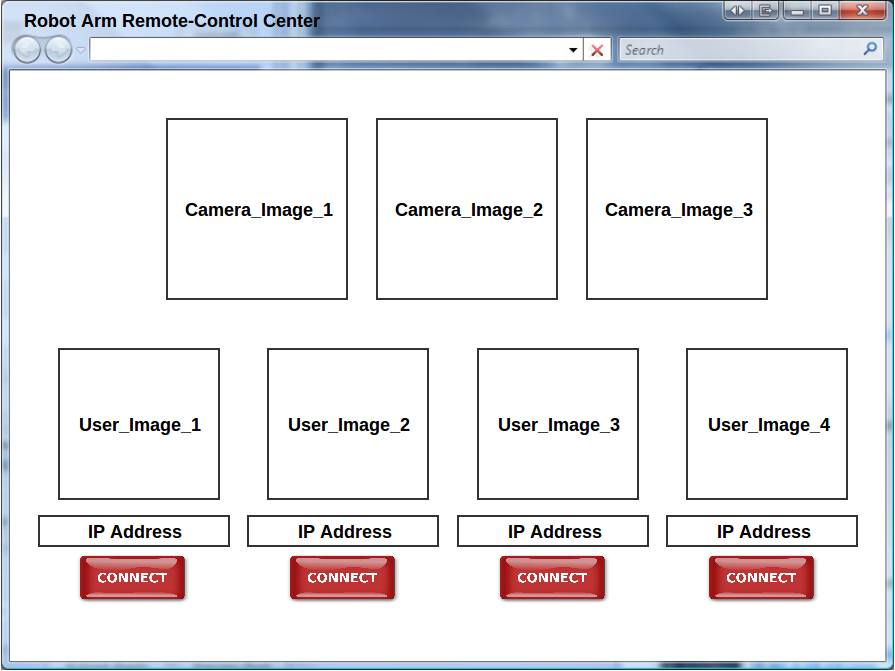 Robot Arm Remote-Control Center
Search
Camera_Image_1 Camera_Image_2 Camera_Image_3
User_Image_1 User_Image_2 User_Image_3 User_Image_4
IP Address IP Address IP Address IP Address
CONNECT CONNECT CONNECT CONNECT